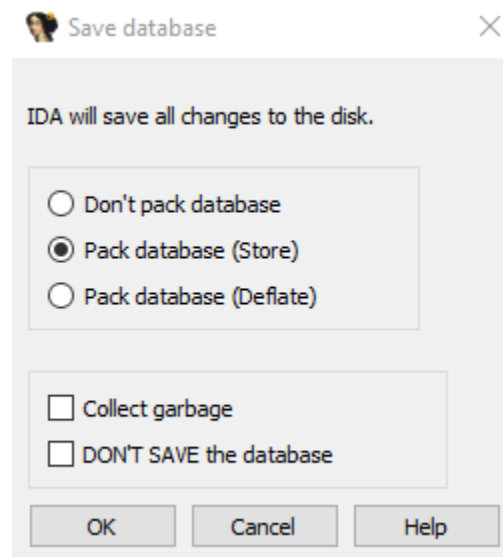 Save database
IDA will save all changes to the disk.
Don't pack database
Pack database (Store)
Pack database (Deflate)
Collect garbage
DON'T SAVE the database
OK Cancel Help